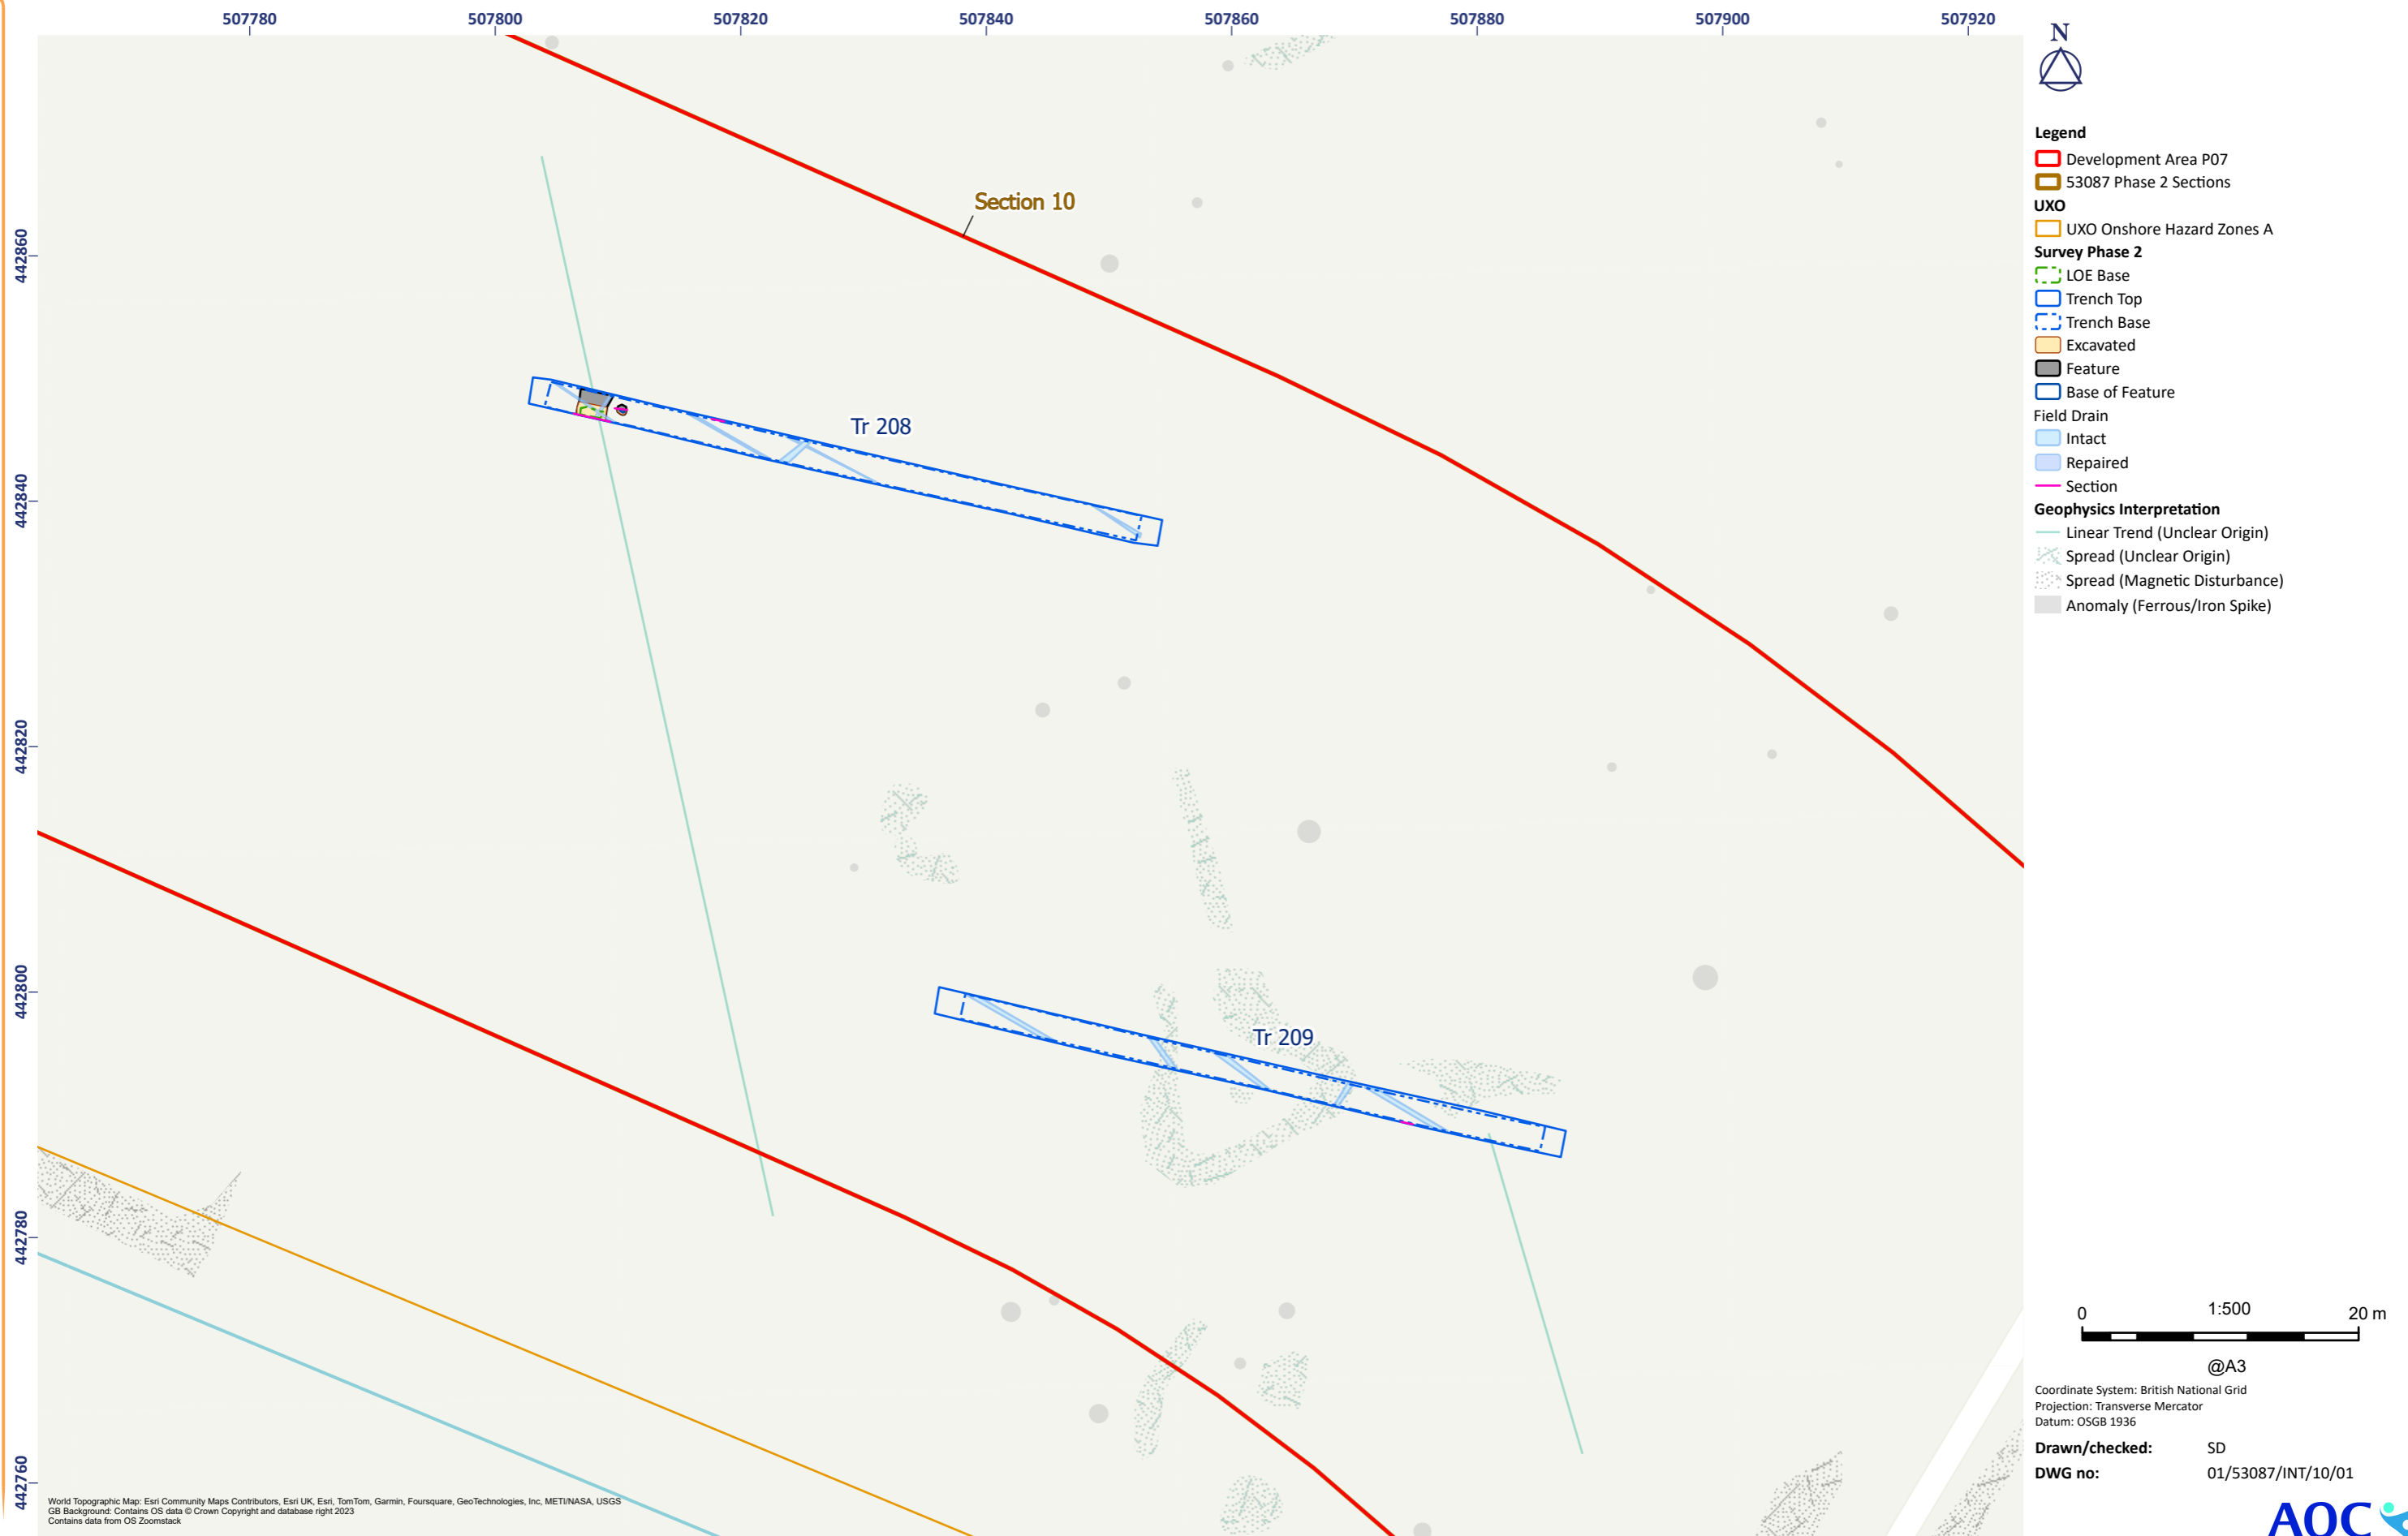 507780 507800 507820 507840 507860 507880 507900 507920
442860
442840
442820
442800
442780
442760
Section 10
Tr 208
Tr 209
World Topographic Map: Esri Community Maps Contributors, Esri UK, Esri, TomTom, Garmin, Foursquare, GeoTechnologies, Inc, METI/NASA, USGS
GB Background: Contains OS data © Crown Copyright and database right 2023
Contains data from OS Zoomstack
N
Legend
Development Area P07
53087 Phase 2 Sections
UXO
UXO Onshore Hazard Zones A
Survey Phase 2
LOE Base
Trench Top
Trench Base
Excavated
Feature
Base of Feature
Field Drain
Intact
Repaired
Section
Geophysics Interpretation
Linear Trend (Unclear Origin)
Spread (Unclear Origin)
Spread (Magnetic Disturbance)
Anomaly (Ferrous/Iron Spike)
0 1:500 20 m
@A3
Coordinate System: British National Grid
Projection: Transverse Mercator
Datum: OSGB 1936
Drawn/checked: SD
DWG no: 01/53087/INT/10/01
AOC